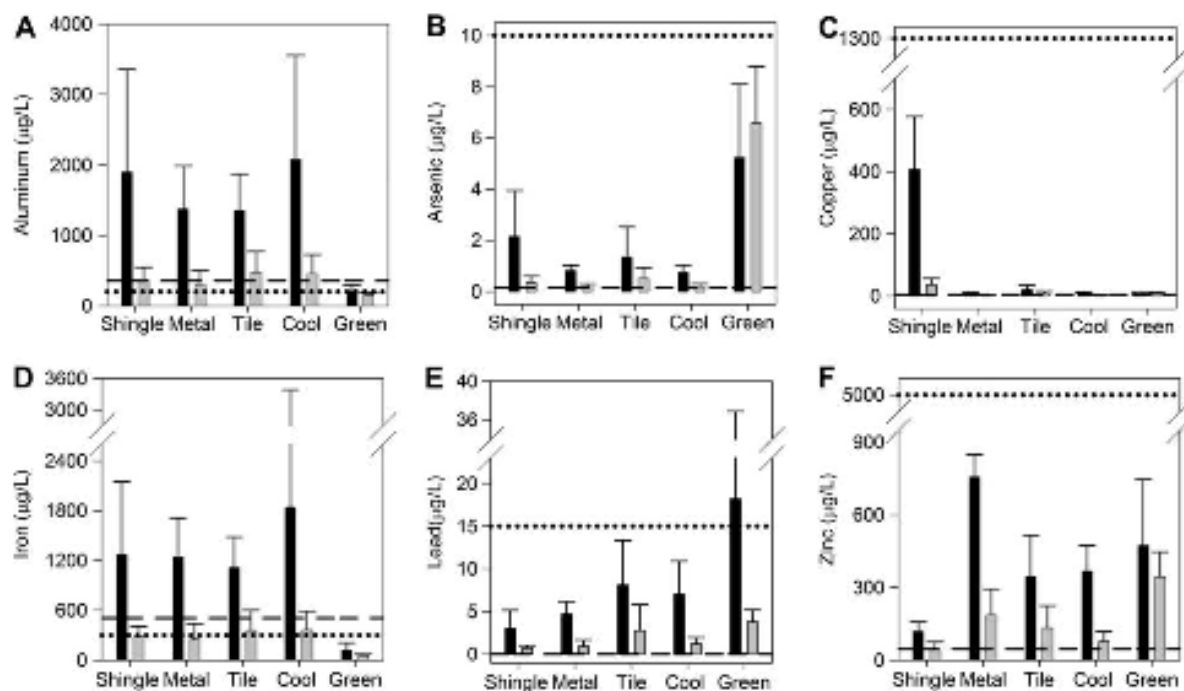 A
Aluminum (µg/L)
4000
3000
2000
1000
0
Shingle Metal Tile Cool Green
B
Arsenic (µg/L)
10
8
6
4
2
0
Shingle Metal Tile Cool Green
C
Copper (µg/L)
1300
600
400
200
0
Shingle Metal Tile Cool Green
D
Iron (µg/L)
3600
3000
2400
1800
1200
600
0
Shingle Metal Tile Cool Green
E
Lead(µg/L)
40
36
20
15
10
5
0
Shingle Metal Tile Cool Green
F
Zinc (µg/L)
5000
900
600
300
0
Shingle Metal Tile Cool Green